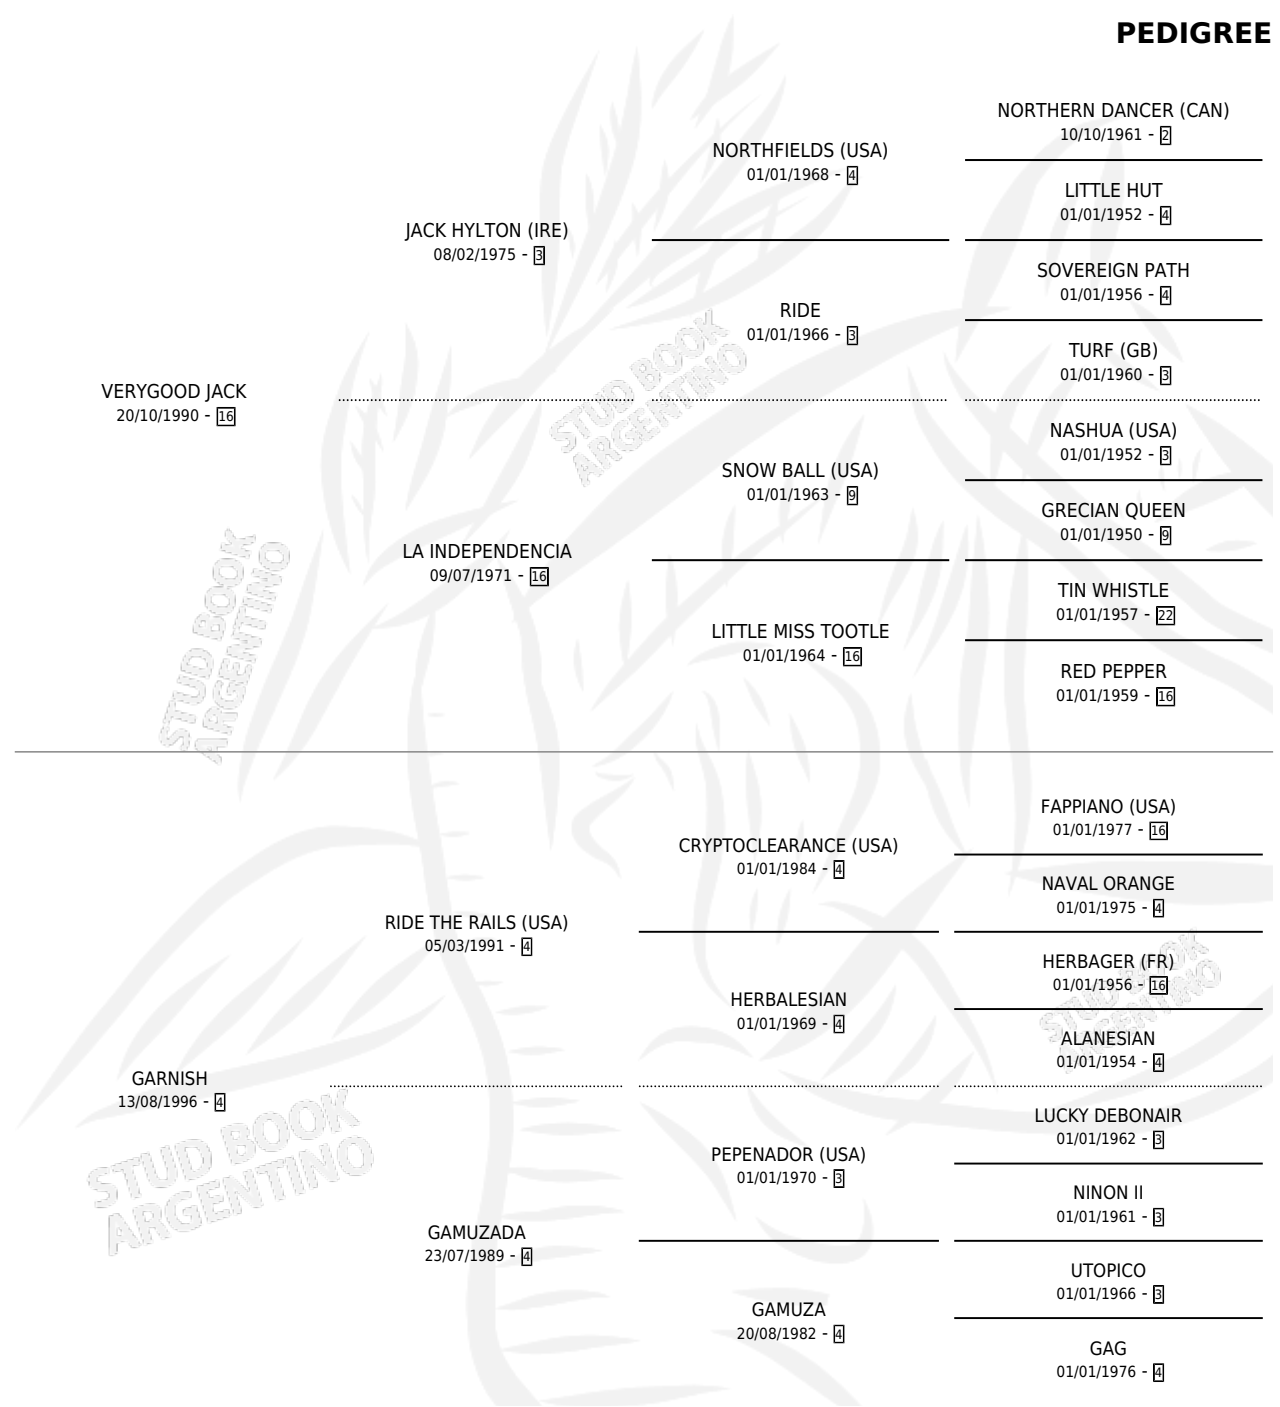 PEDIGREE
NORTHERN DANCER (CAN)
10/10/1961 - 2
NORTHFIELDS (USA)
01/01/1968 - 4
LITTLE HUT
01/01/1952 - 4
JACK HYLTON (IRE)
08/02/1975 - 3
SOVEREIGN PATH
01/01/1956 - 4
RIDE
01/01/1966 - 3
TURF (GB)
01/01/1960 - 3
VERYGOOD JACK
20/10/1990 - 16
NASHUA (USA)
01/01/1952 - 3
SNOW BALL (USA)
01/01/1963 - 9
GRECIAN QUEEN
01/01/1950 - 9
LA INDEPENDENCIA
09/07/1971 - 16
TIN WHISTLE
01/01/1957 - 22
LITTLE MISS TOOTLE
01/01/1964 - 16
RED PEPPER
01/01/1959 - 16
FAPPIANO (USA)
01/01/1977 - 16
CRYPTOCLEARANCE (USA)
01/01/1984 - 4
NAVAL ORANGE
01/01/1975 - 4
RIDE THE RAILS (USA)
05/03/1991 - 4
HERBAGER (FR)
01/01/1956 - 16
HERBALESIAN
01/01/1969 - 4
ALANESIAN
01/01/1954 - 4
GARNISH
13/08/1996 - 4
LUCKY DEBONAIR
01/01/1962 - 3
PEPENADOR (USA)
01/01/1970 - 3
NINON II
01/01/1961 - 3
GAMUZADA
23/07/1989 - 4
UTOPICO
01/01/1966 - 3
GAMUZA
20/08/1982 - 4
GAG
01/01/1976 - 4
STUD BOOK
ARGENTINO
STUD BOOK
ARGENTINO
STUD BOOK
ARGENTINO
STUD BOOK
ARGENTINO